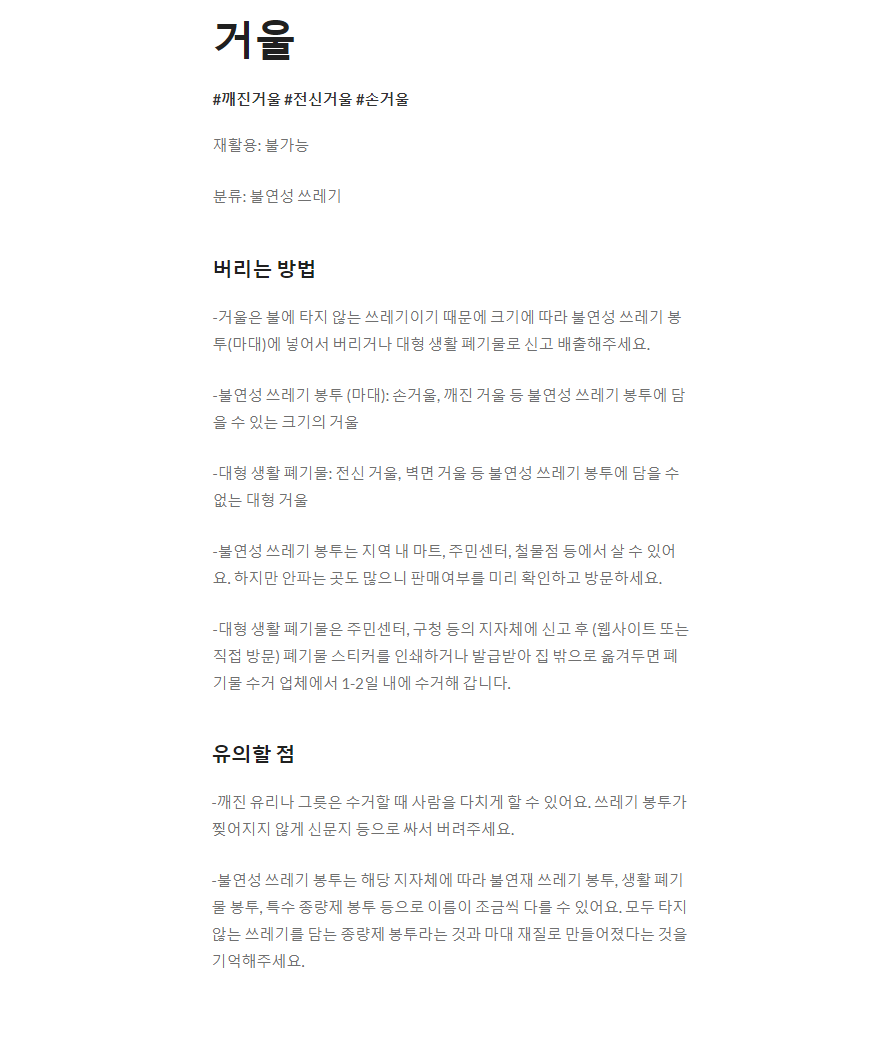 거울
#깨진거울 #전신거울 #손거울
재활용: 불가능
분류: 불연성 쓰레기
버리는 방법
-거울은 불에 타지 않는 쓰레기이기 때문에 크기에 따라 불연성 쓰레기 봉
투(마대)에 넣어서 버리거나 대형 생활 폐기물로 신고 배출해주세요.
-불연성 쓰레기 봉투 (마대): 손거울, 깨진 거울 등 불연성 쓰레기 봉투에 담
을 수 있는 크기의 거울
-대형 생활 폐기물: 전신 거울, 벽면 거울 등 불연성 쓰레기 봉투에 담을 수
없는 대형 거울
-불연성 쓰레기 봉투는 지역 내 마트, 주민센터, 철물점 등에서 살 수 있어
요. 하지만 안파는 곳도 많으니 판매여부를 미리 확인하고 방문하세요.
-대형 생활 폐기물은 주민센터, 구청 등의 지자체에 신고 후 (웹사이트 또는
직접 방문) 폐기물 스티커를 인쇄하거나 발급받아 집 밖으로 옮겨두면 폐
기물 수거 업체에서 1-2일 내에 수거해 갑니다.
유의할 점
-깨진 유리나 그릇은 수거할 때 사람을 다치게 할 수 있어요. 쓰레기 봉투가
찢어지지 않게 신문지 등으로 싸서 버려주세요.
-불연성 쓰레기 봉투는 해당 지자체에 따라 불연재 쓰레기 봉투, 생활 폐기
물 봉투, 특수 종량제 봉투 등으로 이름이 조금씩 다를 수 있어요. 모두 타지
않는 쓰레기를 담는 종량제 봉투라는 것과 마대 재질로 만들어졌다는 것을
기억해주세요.